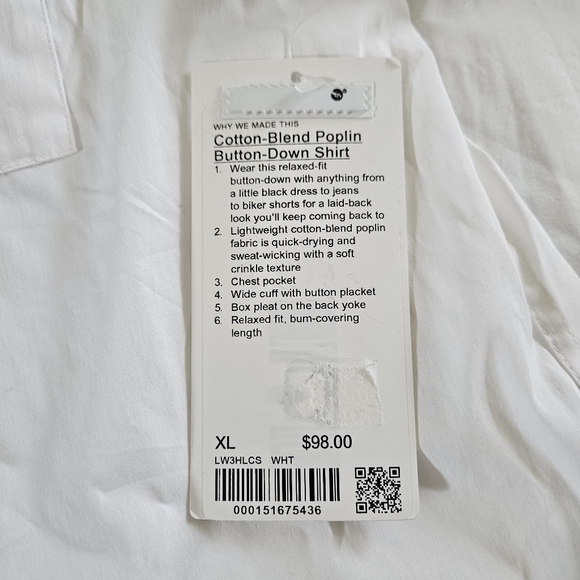 WHY WE MADE THIS
Cotton-Blend Poplin
Button-Down Shirt
1. Wear this relaxed-fit
button-down with anything from
a little black dress to jeans
to biker shorts for a laid-back
look you'll keep coming back to
2. Lightweight cotton-blend poplin
fabric is quick-drying and
sweat-wicking with a soft
crinkle texture
3. Chest pocket
4. Wide cuff with button placket
5. Box pleat on the back yoke
6. Relaxed fit, bum-covering
length
XL $98.00
LW3HLCS WHT
000151675436